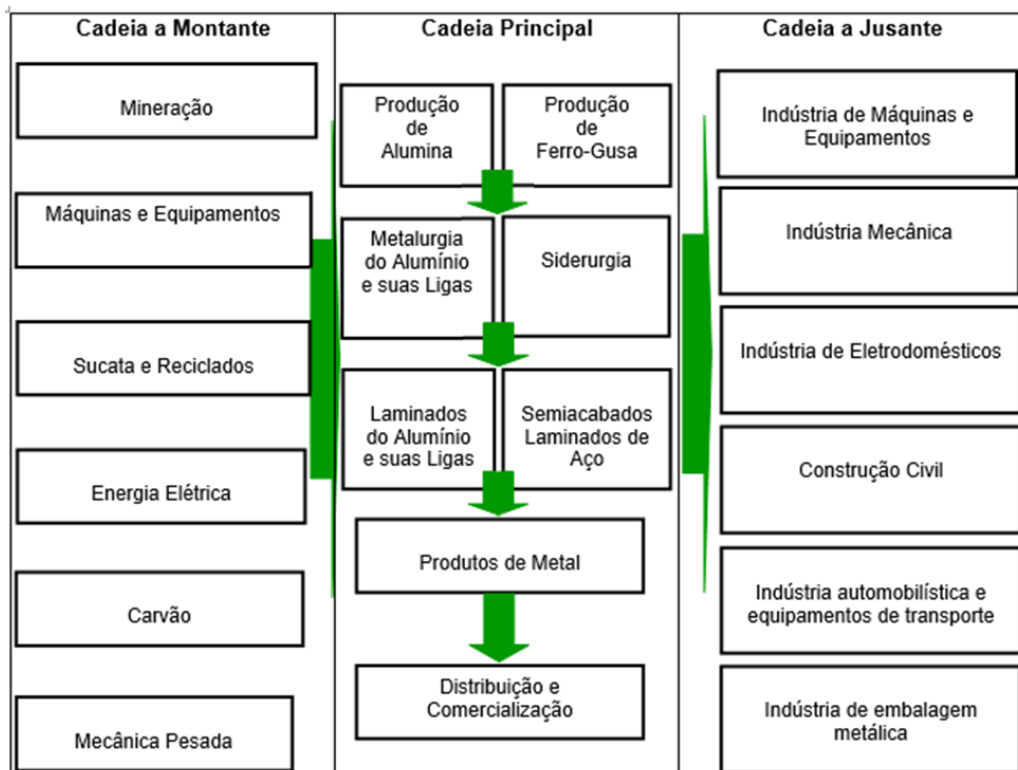 Cadeia a Montante
Mineração
Máquinas e Equipamentos
Sucata e Reciclados
Energia Elétrica
Carvão
Mecânica Pesada
Cadeia Principal
Produção
de
Alumina
Produção
de
Ferro-Gusa
Metalurgia
do Alumínio
e suas Ligas
Siderurgia
Laminados
do Alumínio
e suas Ligas
Semiacabados
Laminados de
Aço
Produtos de Metal
Distribuição e
Comercialização
Cadeia a Jusante
Indústria de Máquinas e
Equipamentos
Indústria Mecânica
Indústria de Eletrodomésticos
Construção Civil
Indústria automobilística e
equipamentos de transporte
Indústria de embalagem
metálica